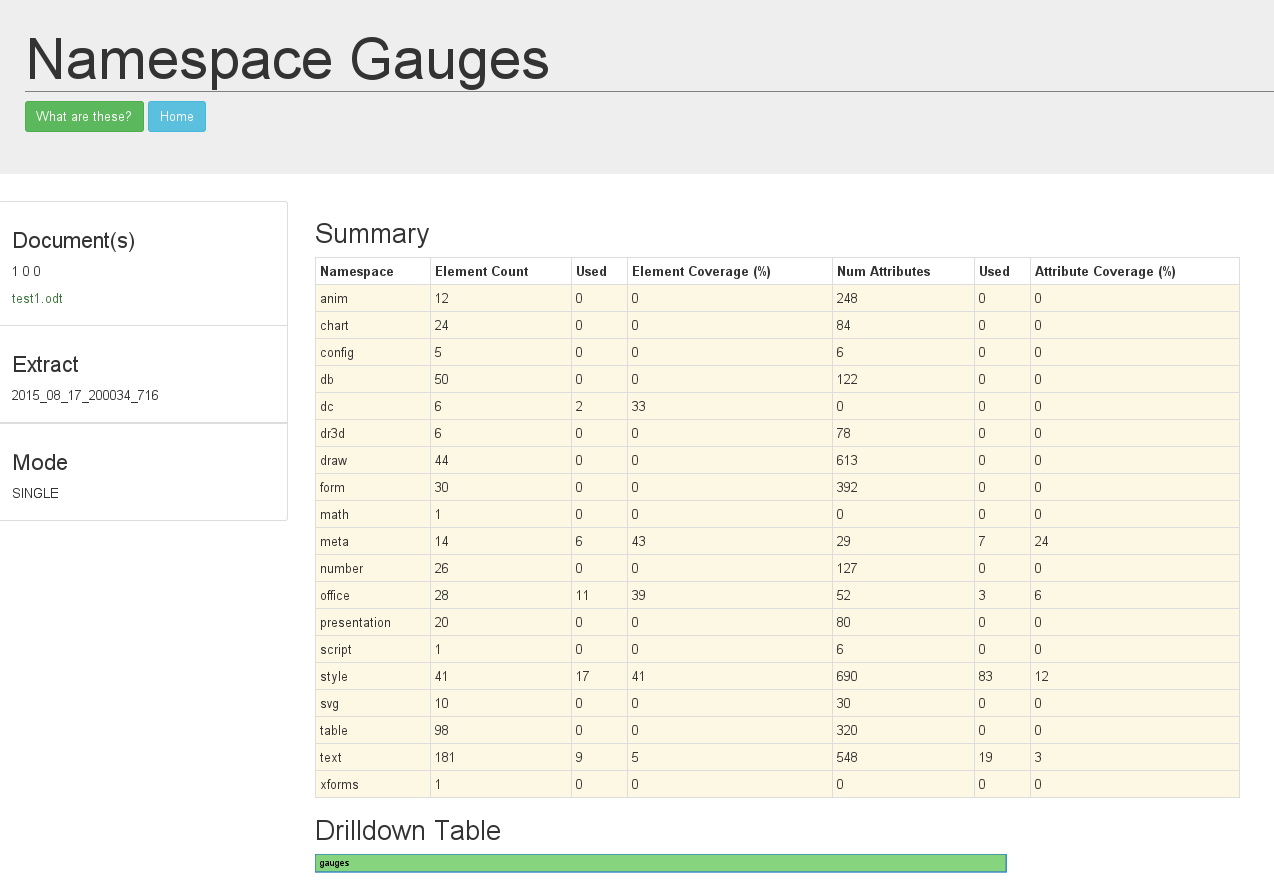 Namespace Gauges
What are these? Home
Document(s)
1 0 0
test1.odt
Extract
2015_08_17_200034_716
Mode
SINGLE
Summary
Namespace Element Count Used Element Coverage (%) Num Attributes Used Attribute Coverage (%)
anim 12 0 0 248 0 0
chart 24 0 0 84 0 0
config 5 0 0 6 0 0
db 50 0 0 122 0 0
dc 6 2 33 0 0 0
dr3d 6 0 0 78 0 0
draw 44 0 0 613 0 0
form 30 0 0 392 0 0
math 1 0 0 0 0 0
meta 14 6 43 29 7 24
number 26 0 0 127 0 0
office 28 11 39 52 3 6
presentation 20 0 0 80 0 0
script 1 0 0 6 0 0
style 41 17 41 690 83 12
svg 10 0 0 30 0 0
table 98 0 0 320 0 0
text 181 9 5 548 19 3
xforms 1 0 0 0 0 0
Drilldown Table
gauges